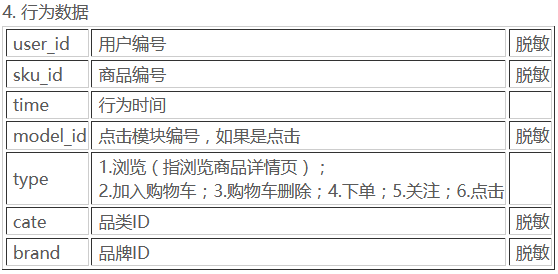 4. 行为数据
user_id 用户编号 脱敏
sku_id 商品编号 脱敏
time 行为时间
model_id 点击模块编号，如果是点击 脱敏
type 1.浏览（指浏览商品详情页）；
2.加入购物车；3.购物车删除；4.下单；5.关注；6.点击
cate 品类ID 脱敏
brand 品牌ID 脱敏